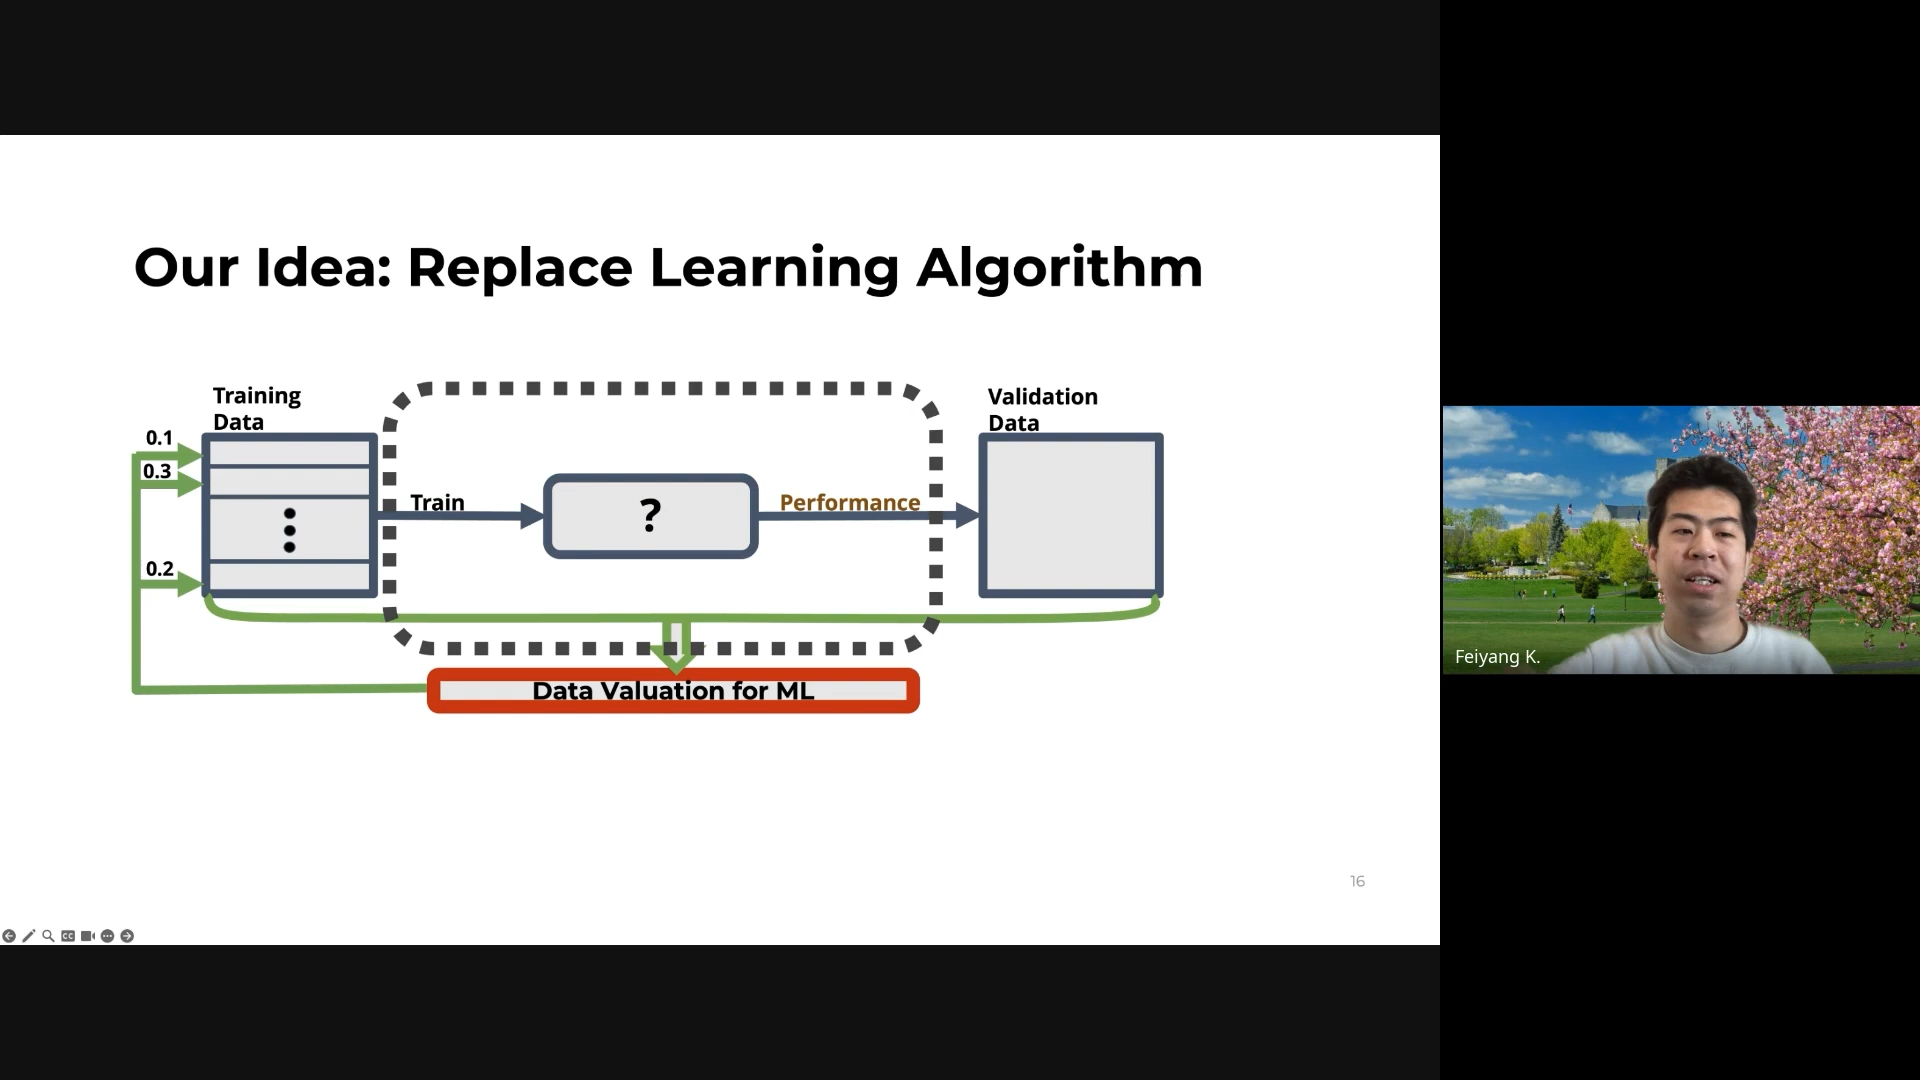 Our Idea: Replace Learning Algorithm
Training
Data
Validation
Data
0.1
0.3
0.2
Train
?
Performance
Data Valuation for ML
16
CC
Feiyang K.